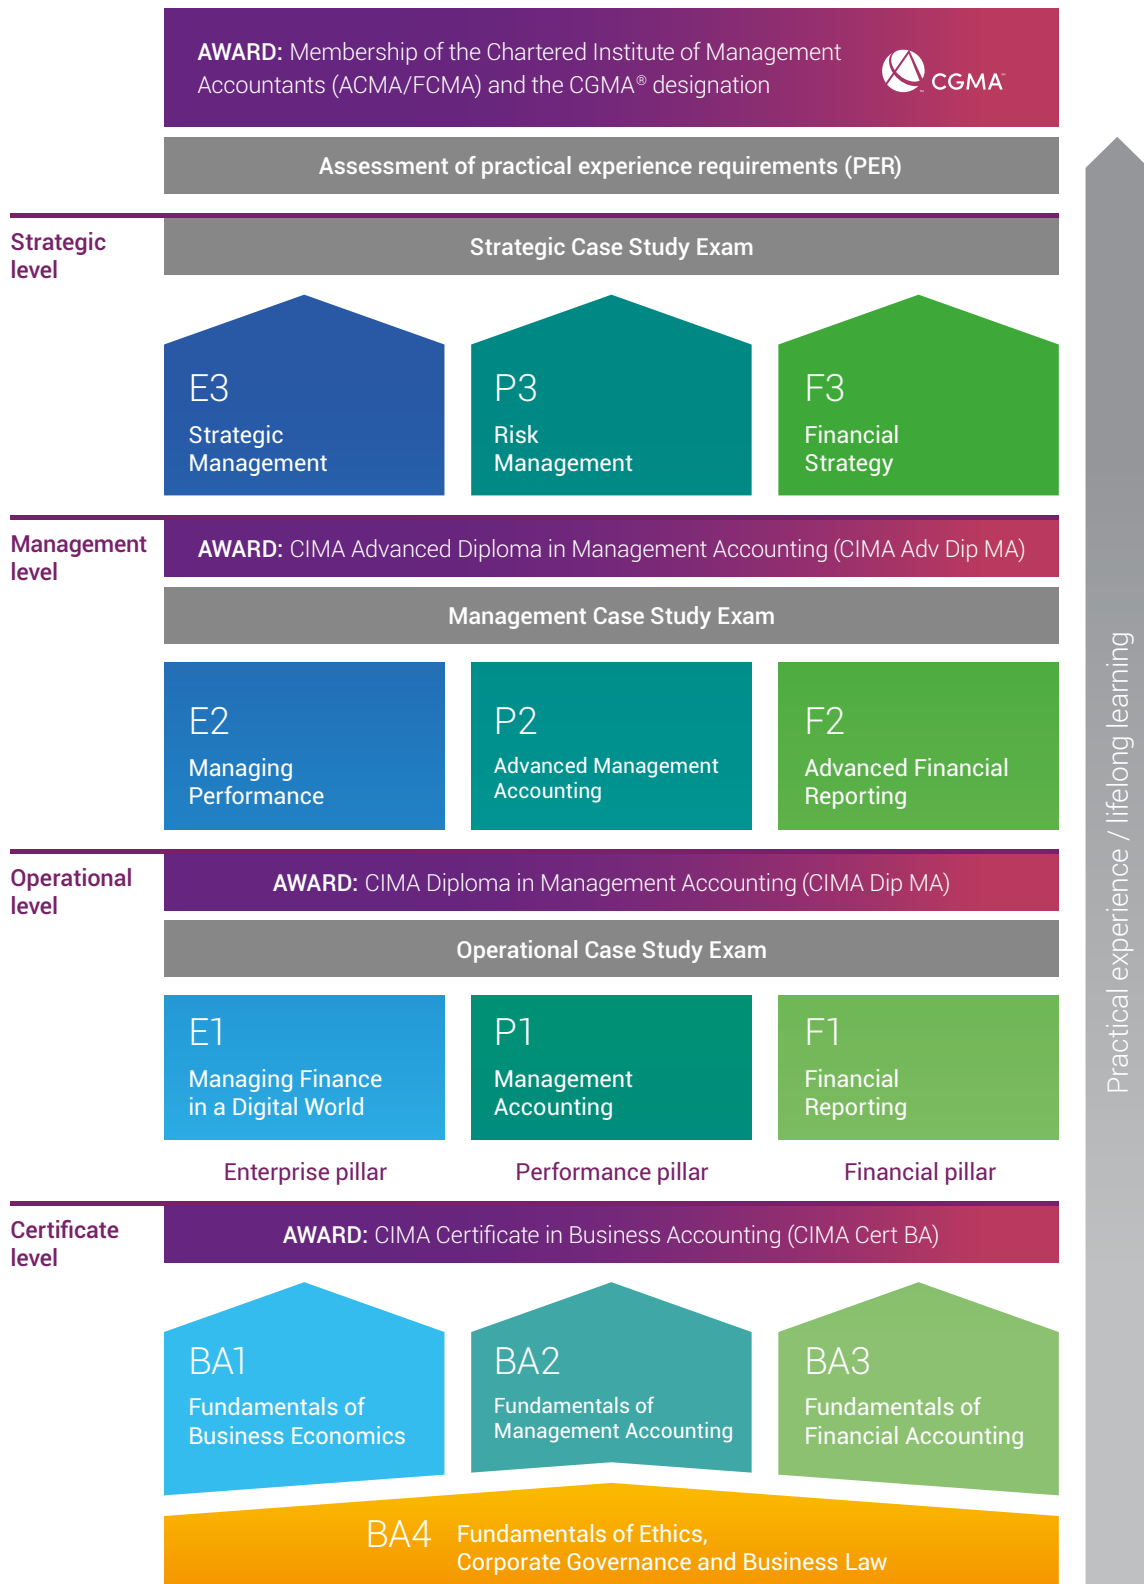 AWARD: Membership of the Chartered Institute of Management
Accountants (ACMA/FCMA) and the CGMA® designation
CGMA™
Assessment of practical experience requirements (PER)
Strategic
level
Strategic Case Study Exam
E3
Strategic
Management
P3
Risk
Management
F3
Financial
Strategy
Management
level
AWARD: CIMA Advanced Diploma in Management Accounting (CIMA Adv Dip MA)
Management Case Study Exam
E2
Managing
Performance
P2
Advanced Management
Accounting
F2
Advanced Financial
Reporting
Operational
level
AWARD: CIMA Diploma in Management Accounting (CIMA Dip MA)
Operational Case Study Exam
E1
Managing Finance
in a Digital World
P1
Management
Accounting
F1
Financial
Reporting
Enterprise pillar
Performance pillar
Financial pillar
Certificate
level
AWARD: CIMA Certificate in Business Accounting (CIMA Cert BA)
BA1
Fundamentals of
Business Economics
BA2
Fundamentals of
Management Accounting
BA3
Fundamentals of
Financial Accounting
BA4
Fundamentals of Ethics,
Corporate Governance and Business Law
Practical experience / lifelong learning